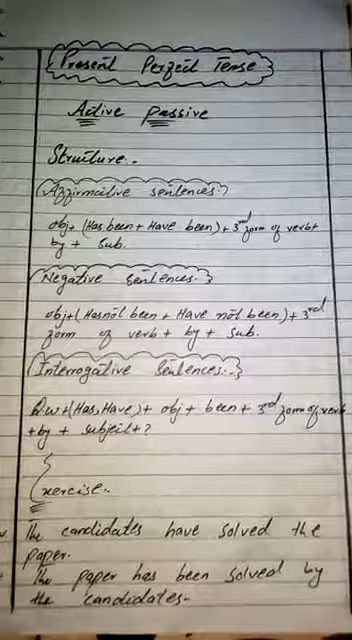 Present Perfect Tense
Active Passive
Structure..
Affirmative sentences:
obj+ (Has been + Have been) + 3rd form of verb+
by + sub.
Negative sentences.
obj+(Hasnot been + Have not been) + 3rd
form of verb + by + sub.
Interrogative Sentences..
Q.w+(Has,Have)+ obj + been + 3rd form of verb
+by + subject+?
Exercise..
The candidates have solved the
paper.
The paper has been solved by
the candidates-